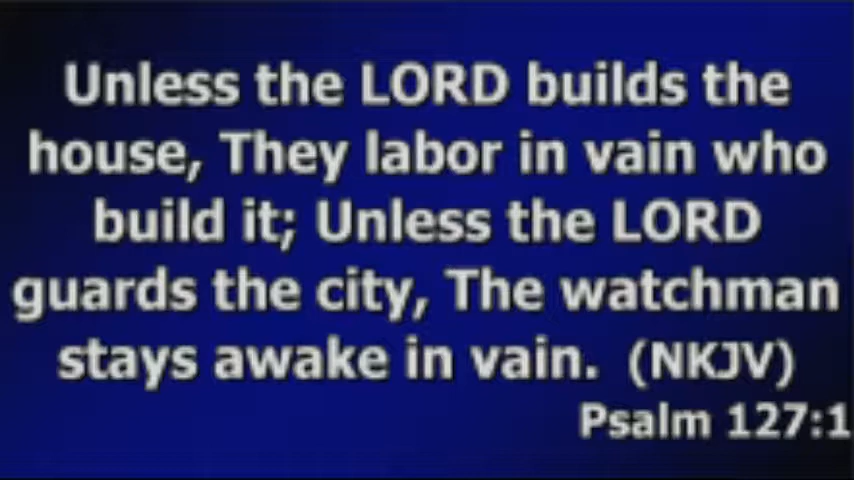 Unless the LORD builds the
house, They labor in vain who
build it; Unless the LORD
guards the city, The watchman
stays awake in vain. (NKJV)
Psalm 127:1